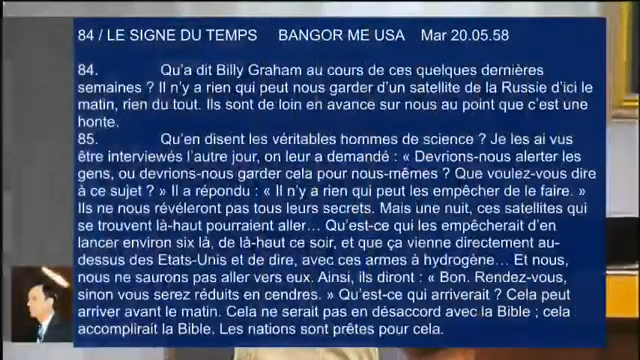 84 / LE SIGNE DU TEMPS BANGOR ME USA Mar 20.05.58
84. Qu'a dit Billy Graham au cours de ces quelques dernières
semaines ? Il n'y a rien qui peut nous garder d'un satellite de la Russie d'ici le
matin, rien du tout. Ils sont de loin en avance sur nous au point que c'est une
honte.
85. Qu'en disent les véritables hommes de science ? Je les ai vus
être interviewés l'autre jour, on leur a demandé : « Devrions-nous alerter les
gens, ou devrions-nous garder cela pour nous-mêmes ? Que voulez-vous dire
à ce sujet ? » Il a répondu : « Il n'y a rien qui peut les empêcher de le faire. »
Ils ne nous révéleront pas tous leurs secrets. Mais une nuit, ces satellites qui
se trouvent là-haut pourraient aller… Qu'est-ce qui les empêcherait d'en
lancer environ six là, de là-haut ce soir, et que ça vienne directement au-
dessus des Etats-Unis et de dire, avec ces armes à hydrogène… Et nous,
nous ne saurons pas aller vers eux. Ainsi, ils diront : « Bon. Rendez-vous,
sinon vous serez réduits en cendres. » Qu'est-ce qui arriverait ? Cela peut
arriver avant le matin. Cela ne serait pas en désaccord avec la Bible ; cela
accomplirait la Bible. Les nations sont prêtes pour cela.